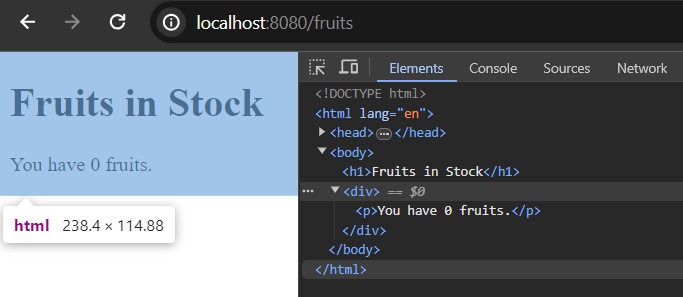 localhost:8080/fruits
Fruits in Stock
You have 0 fruits.
html 238.4 × 114.88
Elements Console Sources Network
<!DOCTYPE html>
<html lang="en">
<head> ••• </head>
<body>
<h1>Fruits in Stock</h1>
••• <div> == $0
<p>You have 0 fruits.</p>
</div>
</body>
</html>